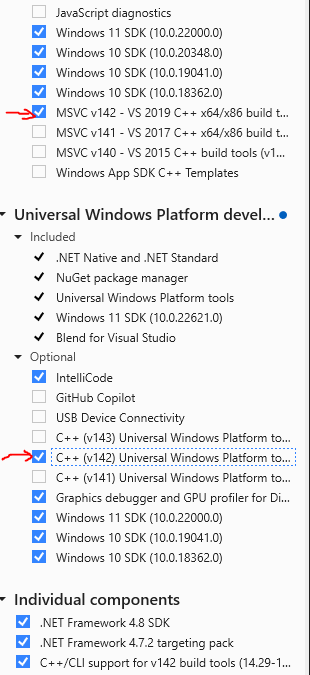 JavaScript diagnostics
Windows 11 SDK (10.0.22000.0)
Windows 10 SDK (10.0.20348.0)
Windows 10 SDK (10.0.19041.0)
Windows 10 SDK (10.0.18362.0)
MSVC v142 - VS 2019 C++ x64/x86 build t...
MSVC v141 - VS 2017 C++ x64/x86 build t...
MSVC v140 - VS 2015 C++ build tools (v1...
Windows App SDK C++ Templates
Universal Windows Platform devel...
Included
.NET Native and .NET Standard
NuGet package manager
Universal Windows Platform tools
Windows 11 SDK (10.0.22621.0)
Blend for Visual Studio
Optional
IntelliCode
GitHub Copilot
USB Device Connectivity
C++ (v143) Universal Windows Platform to...
C++ (v142) Universal Windows Platform to...
C++ (v141) Universal Windows Platform to...
Graphics debugger and GPU profiler for Di...
Windows 11 SDK (10.0.22000.0)
Windows 10 SDK (10.0.19041.0)
Windows 10 SDK (10.0.18362.0)
Individual components
.NET Framework 4.8 SDK
.NET Framework 4.7.2 targeting pack
C++/CLI support for v142 build tools (14.29-1...